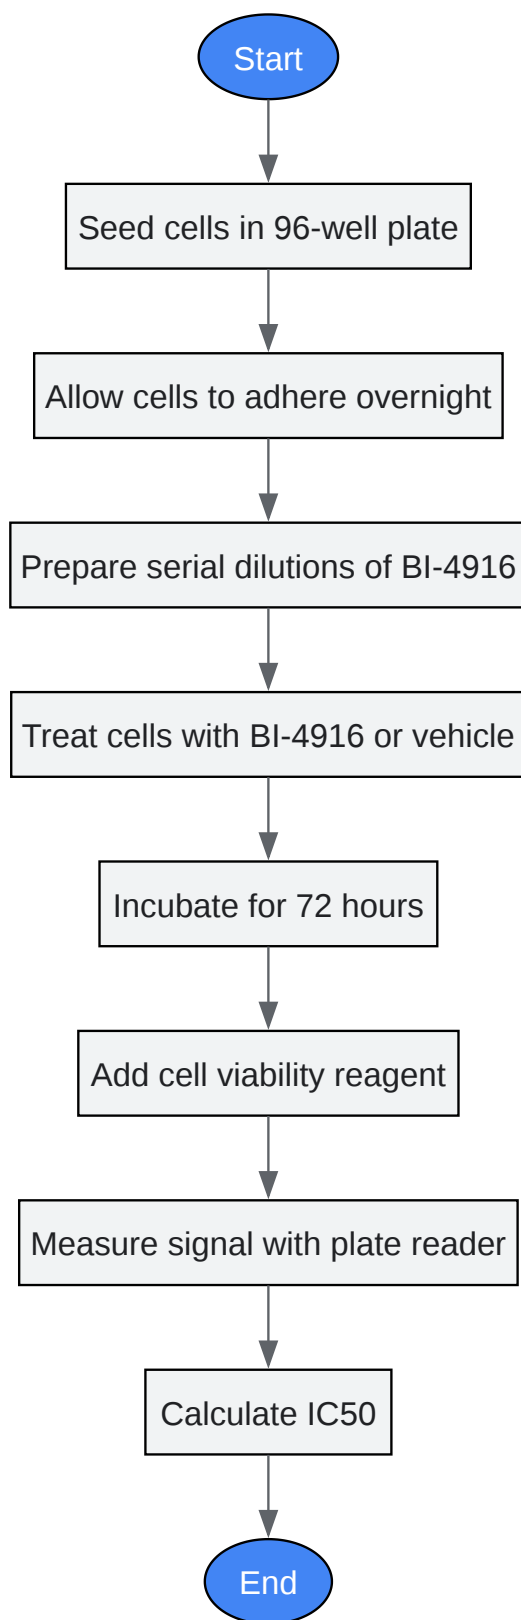 Start
Seed cells in 96-well plate
Allow cells to adhere overnight
Prepare serial dilutions of BI-4916
Treat cells with BI-4916 or vehicle
Incubate for 72 hours
Add cell viability reagent
Measure signal with plate reader
Calculate IC50
End